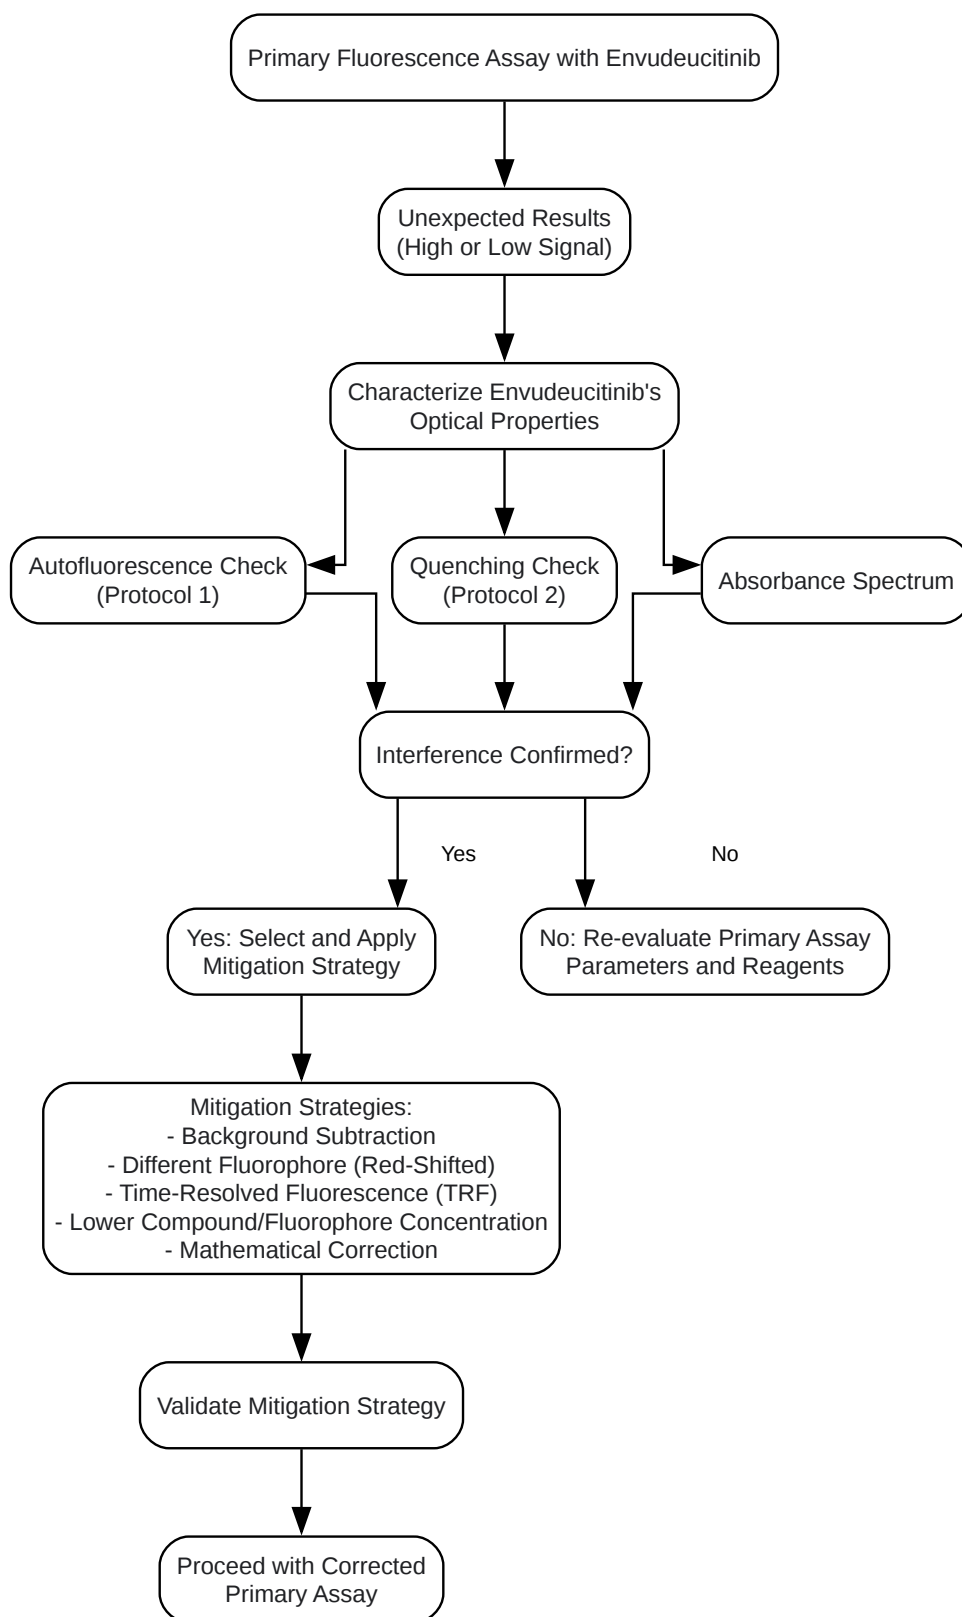 Primary Fluorescence Assay with Envudeucitinib
Unexpected Results
(High or Low Signal)
Characterize Envudeucitinib's
Optical Properties
Autofluorescence Check
(Protocol 1)
Quenching Check
(Protocol 2)
Absorbance Spectrum
Interference Confirmed?
Yes
No
Yes: Select and Apply
Mitigation Strategy
No: Re-evaluate Primary Assay
Parameters and Reagents
Mitigation Strategies:
- Background Subtraction
- Different Fluorophore (Red-Shifted)
- Time-Resolved Fluorescence (TRF)
- Lower Compound/Fluorophore Concentration
- Mathematical Correction
Validate Mitigation Strategy
Proceed with Corrected
Primary Assay